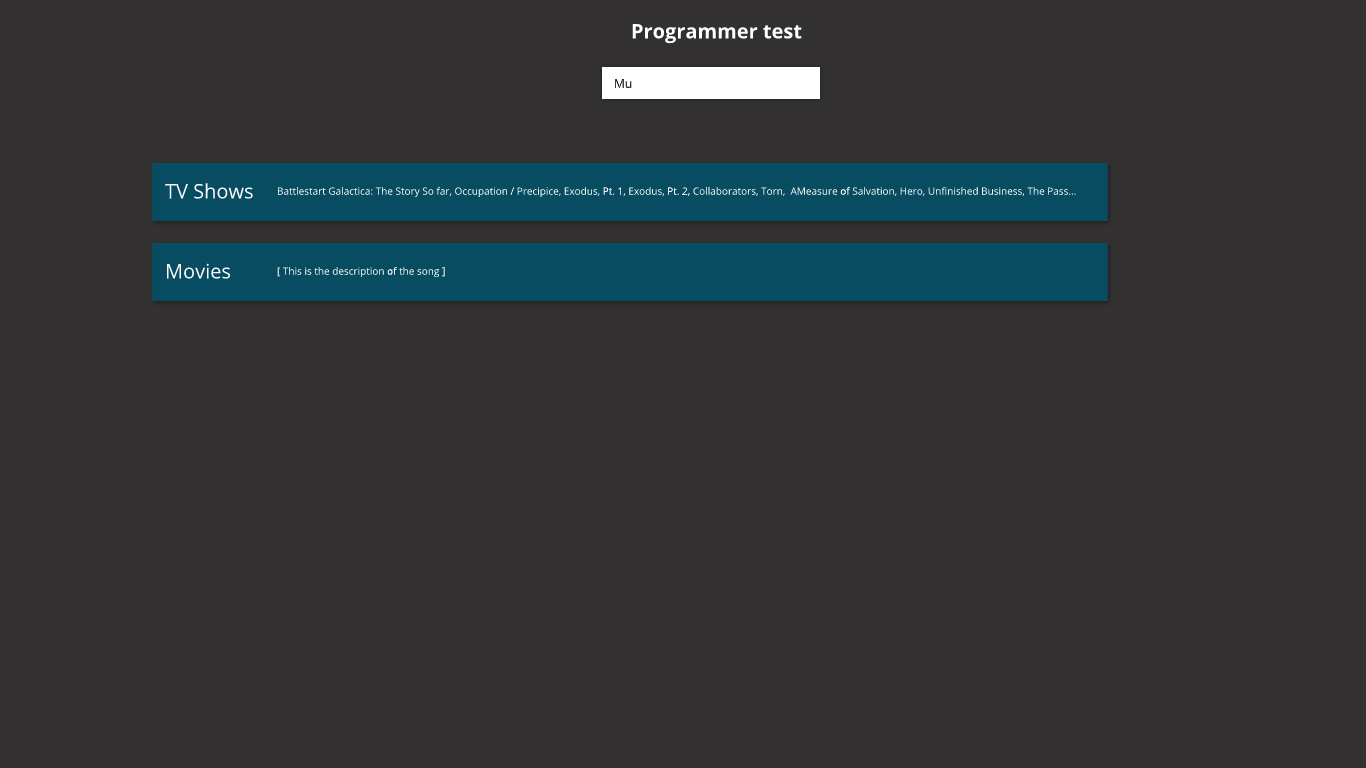 Programmer test
Mu
TV Shows Battlestart Galactica: The Story So far, Occupation / Precipice, Exodus, Pt. 1, Exodus, Pt. 2, Collaborators, Torn,  AMeasure of Salvation, Hero, Unfinished Business, The Pass...
Movies [ This is the description of the song ]